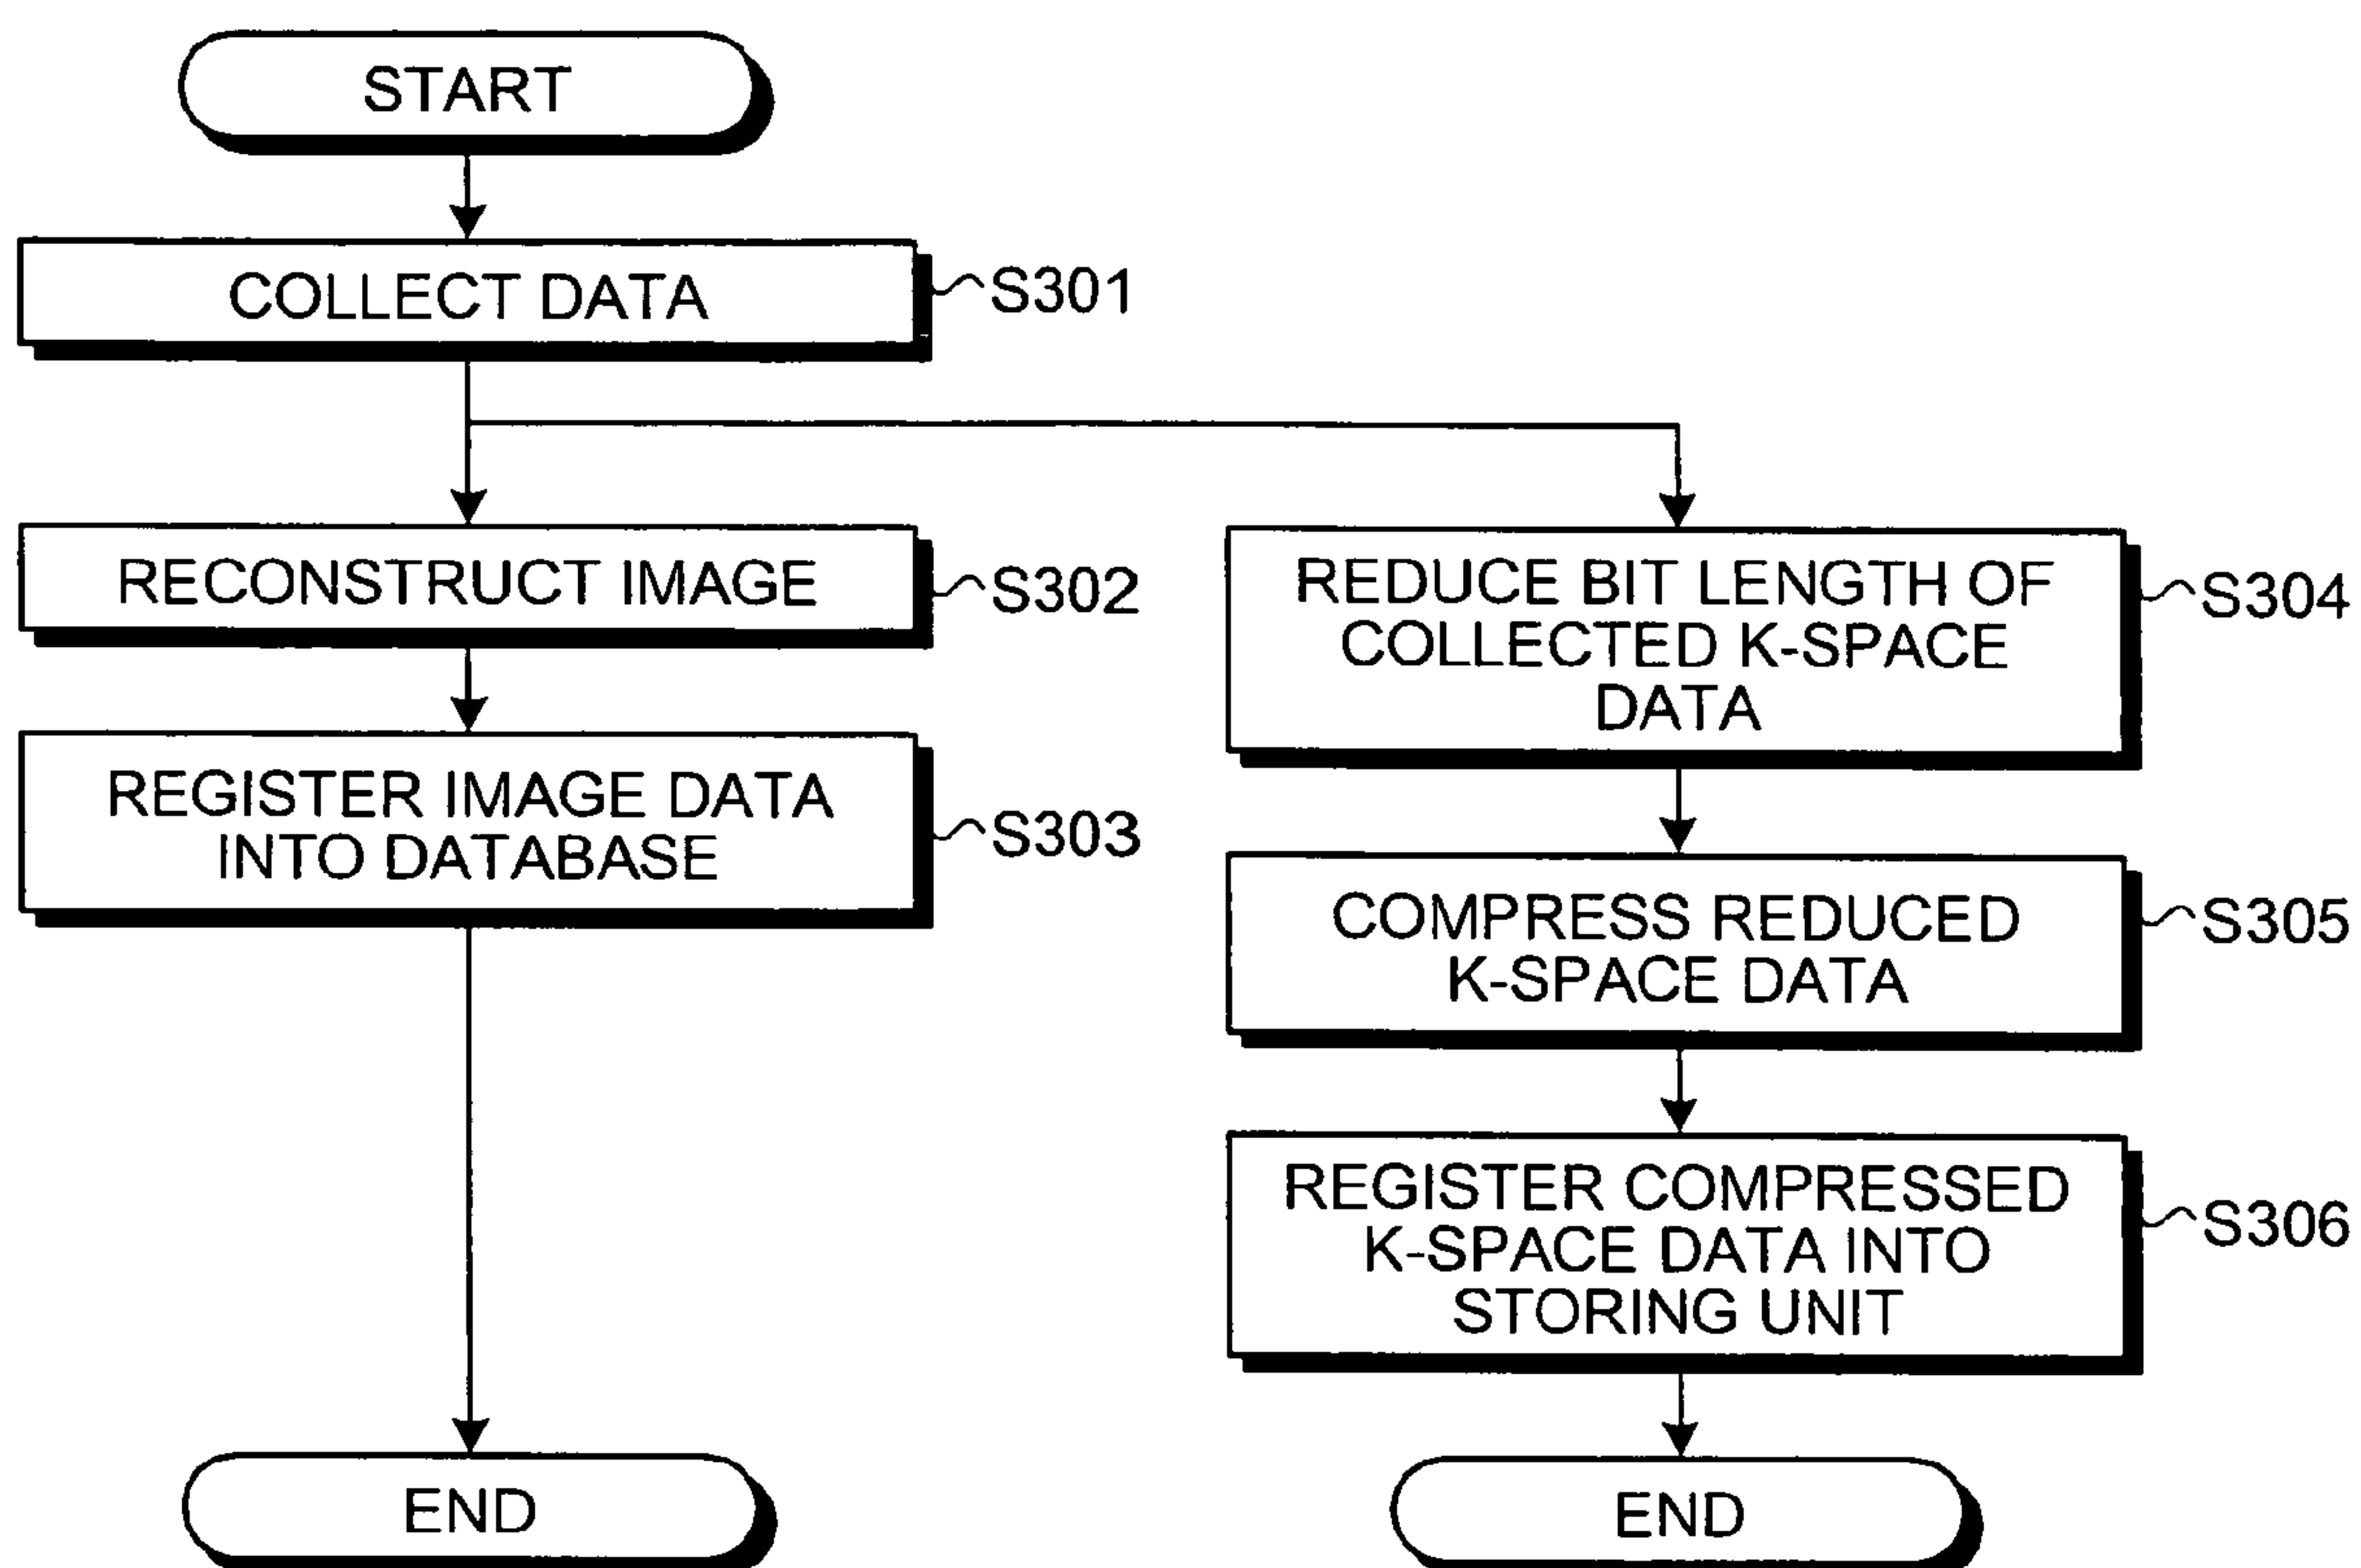 START
COLLECT DATA
S301
RECONSTRUCT IMAGE
S302
REGISTER IMAGE DATA
INTO DATABASE
S303
END
REDUCE BIT LENGTH OF
COLLECTED K-SPACE
DATA
S304
COMPRESS REDUCED
K-SPACE DATA
S305
REGISTER COMPRESSED
K-SPACE DATA INTO
STORING UNIT
S306
END